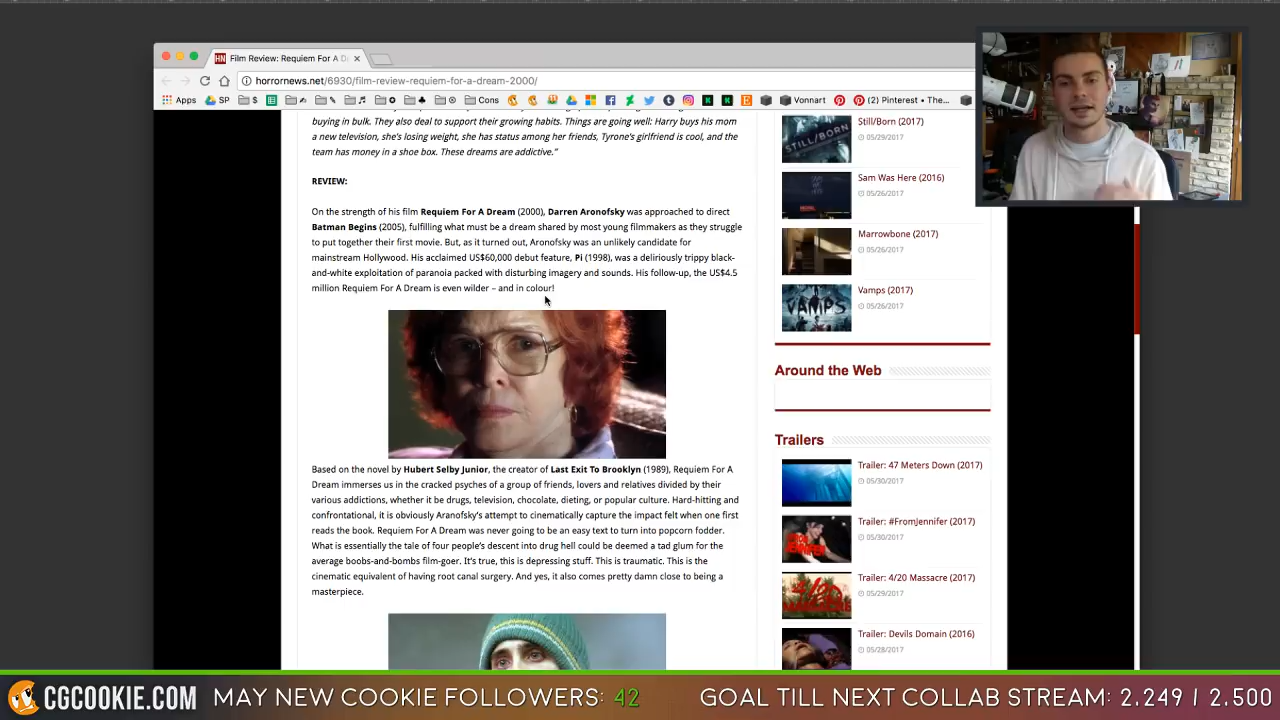 HN Film Review: Requiem For A D
horrornews.net/6930/film-review-requiem-for-a-dream-2000/
Apps SP $ Cons Vonnart (2) Pinterest • The...
buying in bulk. They also deal to support their growing habits. Things are going well: Harry buys his mom
a new television, she's losing weight, she has status among her friends, Tyrone's girlfriend is cool, and the
team has money in a shoe box. These dreams are addictive."
REVIEW:
On the strength of his film Requiem For A Dream (2000), Darren Aronofsky was approached to direct
Batman Begins (2005), fulfilling what must be a dream shared by most young filmmakers as they struggle
to put together their first movie. But, as it turned out, Aronofsky was an unlikely candidate for
mainstream Hollywood. His acclaimed US$60,000 debut feature, Pi (1998), was a deliriously trippy black-
and-white exploitation of paranoia packed with disturbing imagery and sounds. His follow-up, the US$4.5
million Requiem For A Dream is even wilder – and in colour!
Based on the novel by Hubert Selby Junior, the creator of Last Exit To Brooklyn (1989), Requiem For A
Dream immerses us in the cracked psyches of a group of friends, lovers and relatives divided by their
various addictions, whether it be drugs, television, chocolate, dieting, or popular culture. Hard-hitting and
confrontational, it is obviously Aranofsky's attempt to cinematically capture the impact felt when one first
reads the book. Requiem For A Dream was never going to be an easy text to turn into popcorn fodder.
What is essentially the tale of four people's descent into drug hell could be deemed a tad glum for the
average boobs-and-bombs film-goer. It's true, this is depressing stuff. This is traumatic. This is the
cinematic equivalent of having root canal surgery. And yes, it also comes pretty damn close to being a
masterpiece.
STILL/BORN
Still/Born (2017)
05/29/2017
Sam Was Here (2016)
05/26/2017
Marrowbone (2017)
05/26/2017
VAMPS
Vamps (2017)
05/26/2017
Around the Web
Trailers
Trailer: 47 Meters Down (2017)
05/30/2017
Trailer: #FromJennifer (2017)
05/30/2017
Trailer: 4/20 Massacre (2017)
05/29/2017
Trailer: Devils Domain (2016)
05/28/2017
CGCOOKIE.COM MAY NEW COOKIE FOLLOWERS: 42 GOAL TILL NEXT COLLAB STREAM: 2.249 / 2.500